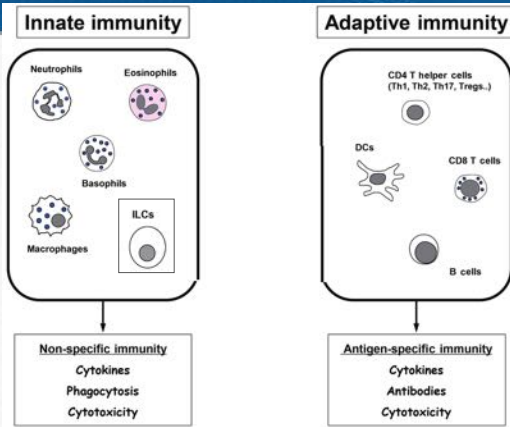 Innate immunity
Neutrophils
Eosinophils
Basophils
Macrophages
ILCs
Non-specific immunity
Cytokines
Phagocytosis
Cytotoxicity
Adaptive immunity
CD4 T helper cells
(Th1, Th2, Th17, Tregs..)
DCs
CD8 T cells
B cells
Antigen-specific immunity
Cytokines
Antibodies
Cytotoxicity